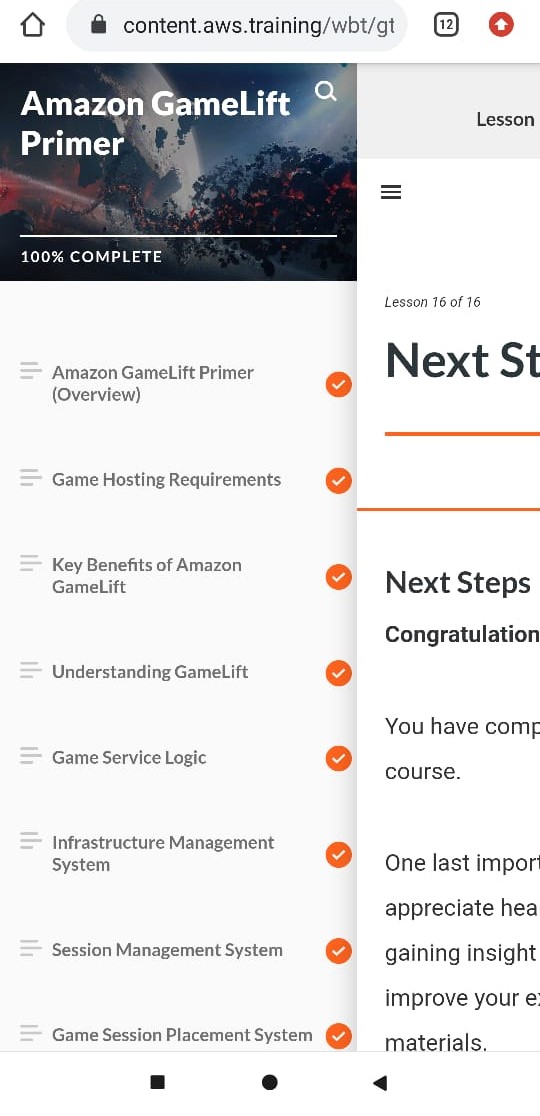 content.aws.training/wbt/gt
12
Amazon GameLift
Primer
100% COMPLETE
Amazon GameLift Primer
(Overview)
Game Hosting Requirements
Key Benefits of Amazon
GameLift
Understanding GameLift
Game Service Logic
Infrastructure Management
System
Session Management System
Game Session Placement System
Lesson
Lesson 16 of 16
Next St
Next Steps
Congratulation
You have comp
course.
One last import
appreciate hea
gaining insight
improve your e
materials.